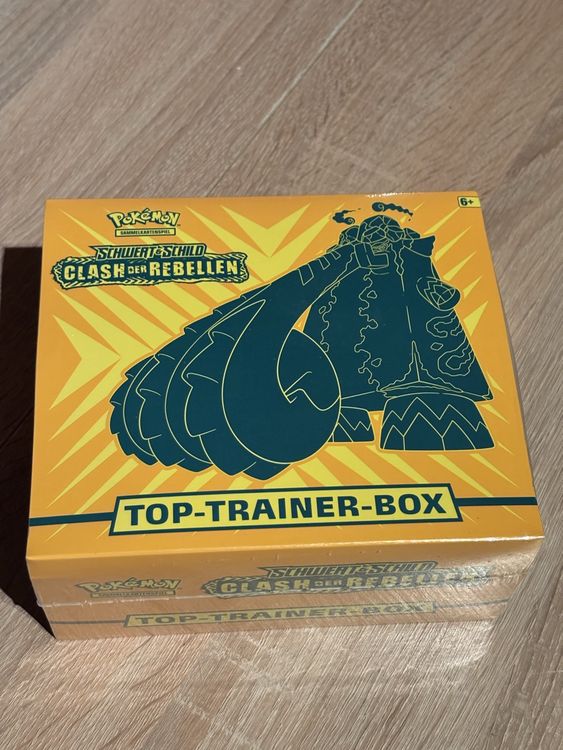 6+
POKÉMON
SAMMELKARTENSPIEL
SCHWERT & SCHILD
CLASH DER REBELLEN
TOP-TRAINER-BOX
POKÉMON
SAMMELKARTENSPIEL
SCHWERT & SCHILD
CLASH DER REBELLEN
TOP-TRAINER-BOX